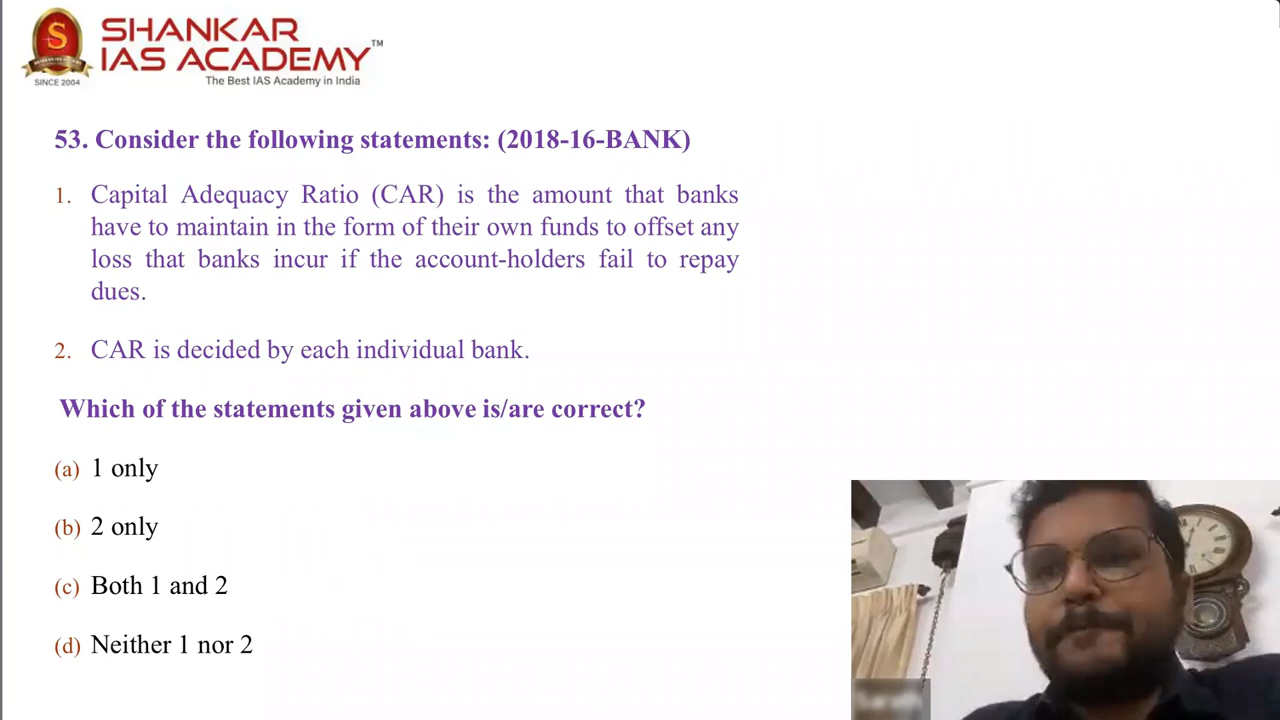 SHANKAR
IAS ACADEMY™
The Best IAS Academy in India
S
SINCE 2004
53. Consider the following statements: (2018-16-BANK)
1. Capital Adequacy Ratio (CAR) is the amount that banks
have to maintain in the form of their own funds to offset any
loss that banks incur if the account-holders fail to repay
dues.
2. CAR is decided by each individual bank.
Which of the statements given above is/are correct?
(a) 1 only
(b) 2 only
(c) Both 1 and 2
(d) Neither 1 nor 2